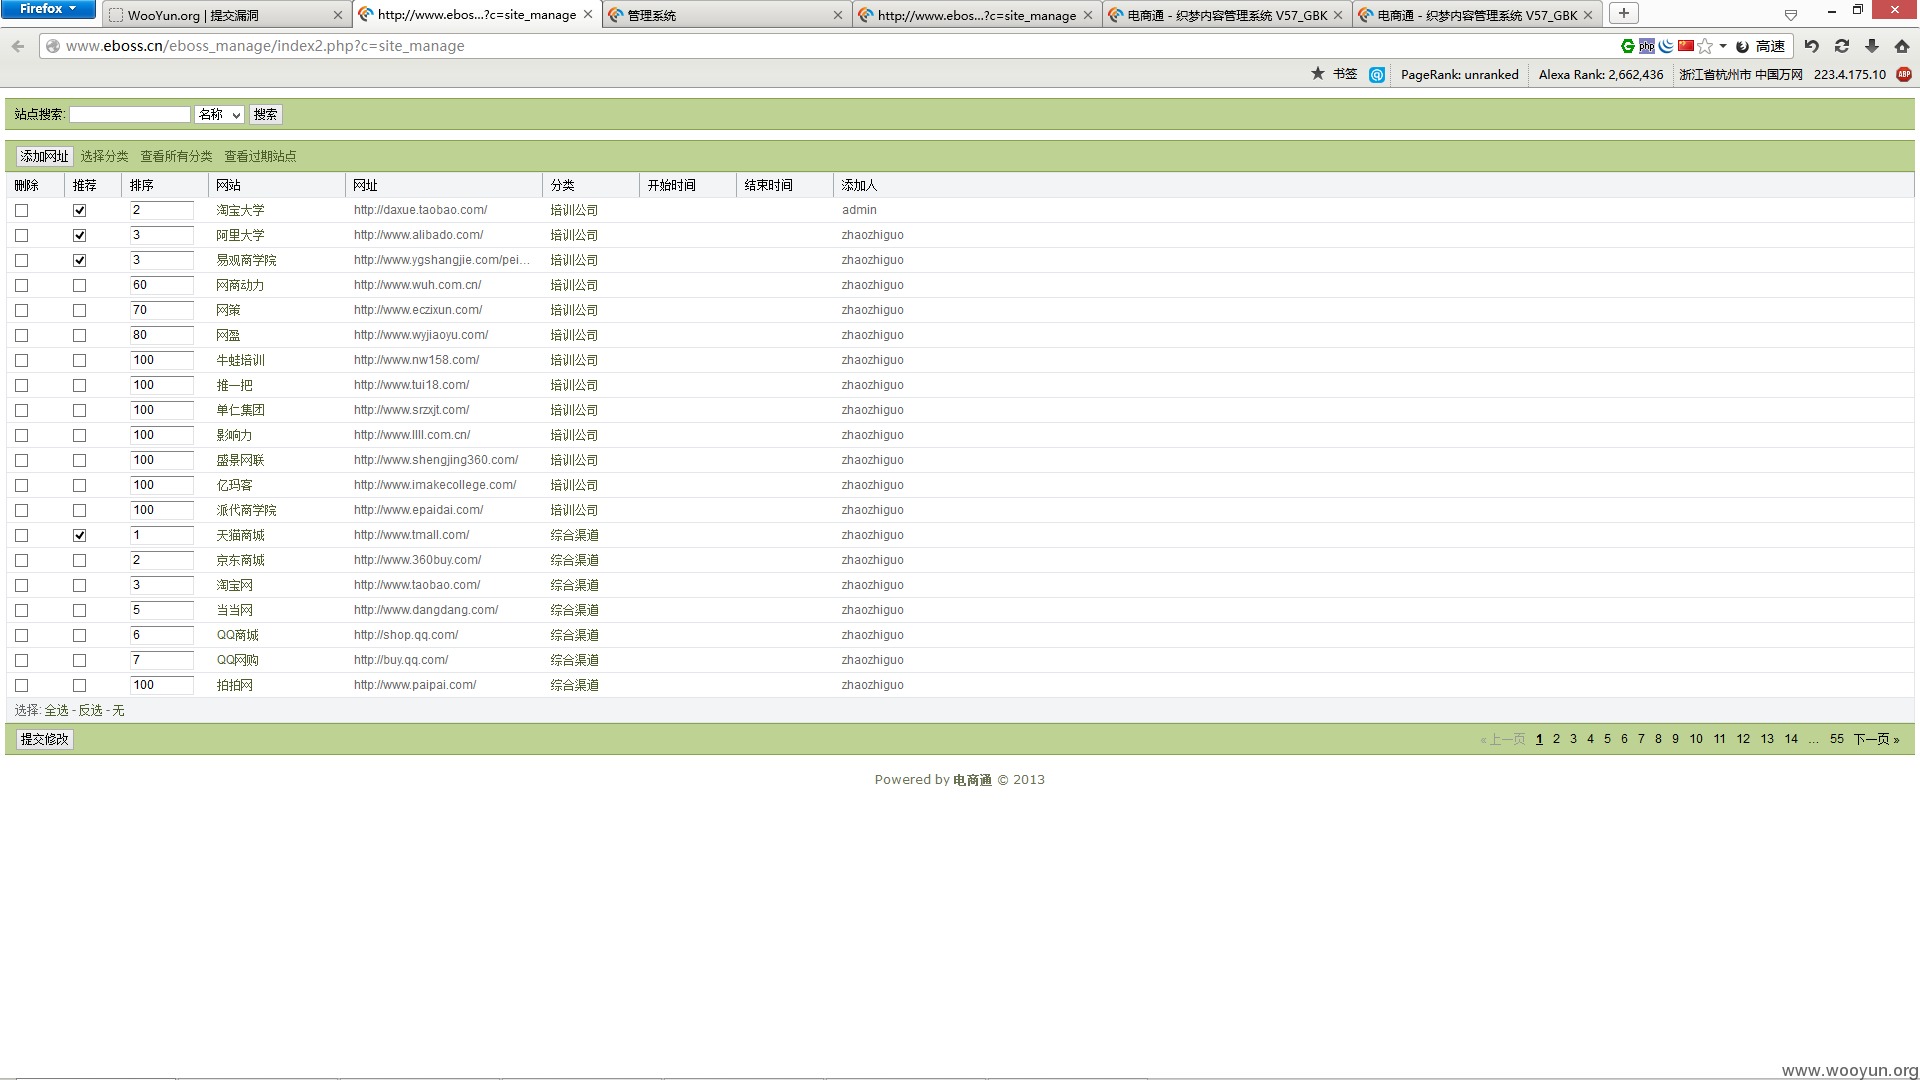 Firefox
WooYun.org | 提交漏洞
http://www.ebos...?c=site_manage
管理系统
http://www.ebos...?c=site_manage
电商通 - 织梦内容管理系统 V57_GBK
电商通 - 织梦内容管理系统 V57_GBK
www.eboss.cn/eboss_manage/index2.php?c=site_manage
php
高速
书签 PageRank: unranked Alexa Rank: 2,662,436 浙江省杭州市 中国万网 223.4.175.10 ABP
站点搜索: 名称 搜索
添加网址 选择分类 查看所有分类 查看过期站点
删除 推荐 排序 网站 网址 分类 开始时间 结束时间 添加人
2 淘宝大学 http://daxue.taobao.com/ 培训公司 admin
3 阿里大学 http://www.alibado.com/ 培训公司 zhaozhiguo
3 易观商学院 http://www.ygshangjie.com/pei... 培训公司 zhaozhiguo
60 网商动力 http://www.wuh.com.cn/ 培训公司 zhaozhiguo
70 网策 http://www.eczixun.com/ 培训公司 zhaozhiguo
80 网盈 http://www.wyjiaoyu.com/ 培训公司 zhaozhiguo
100 牛蛙培训 http://www.nw158.com/ 培训公司 zhaozhiguo
100 推一把 http://www.tui18.com/ 培训公司 zhaozhiguo
100 单仁集团 http://www.srzxjt.com/ 培训公司 zhaozhiguo
100 影响力 http://www.llll.com.cn/ 培训公司 zhaozhiguo
100 盛景网联 http://www.shengjing360.com/ 培训公司 zhaozhiguo
100 亿玛客 http://www.imakecollege.com/ 培训公司 zhaozhiguo
100 派代商学院 http://www.epaidai.com/ 培训公司 zhaozhiguo
1 天猫商城 http://www.tmall.com/ 综合渠道 zhaozhiguo
2 京东商城 http://www.360buy.com/ 综合渠道 zhaozhiguo
3 淘宝网 http://www.taobao.com/ 综合渠道 zhaozhiguo
5 当当网 http://www.dangdang.com/ 综合渠道 zhaozhiguo
6 QQ商城 http://shop.qq.com/ 综合渠道 zhaozhiguo
7 QQ网购 http://buy.qq.com/ 综合渠道 zhaozhiguo
100 拍拍网 http://www.paipai.com/ 综合渠道 zhaozhiguo
选择: 全选 - 反选 - 无
提交修改 « 上一页 1 2 3 4 5 6 7 8 9 10 11 12 13 14 ... 55 下一页 »
Powered by 电商通 © 2013
www.wooyun.org